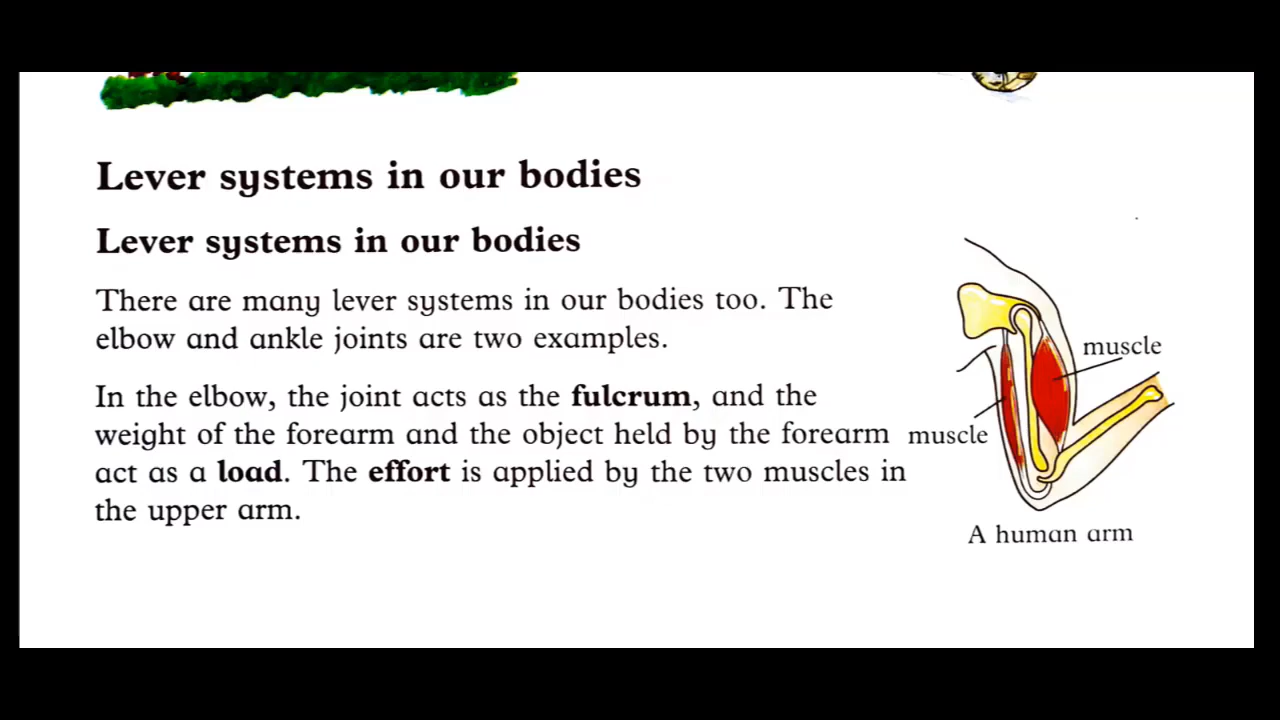 Lever systems in our bodies
Lever systems in our bodies
There are many lever systems in our bodies too. The
elbow and ankle joints are two examples.
In the elbow, the joint acts as the fulcrum, and the
weight of the forearm and the object held by the forearm
act as a load. The effort is applied by the two muscles in
the upper arm.
muscle
muscle
A human arm